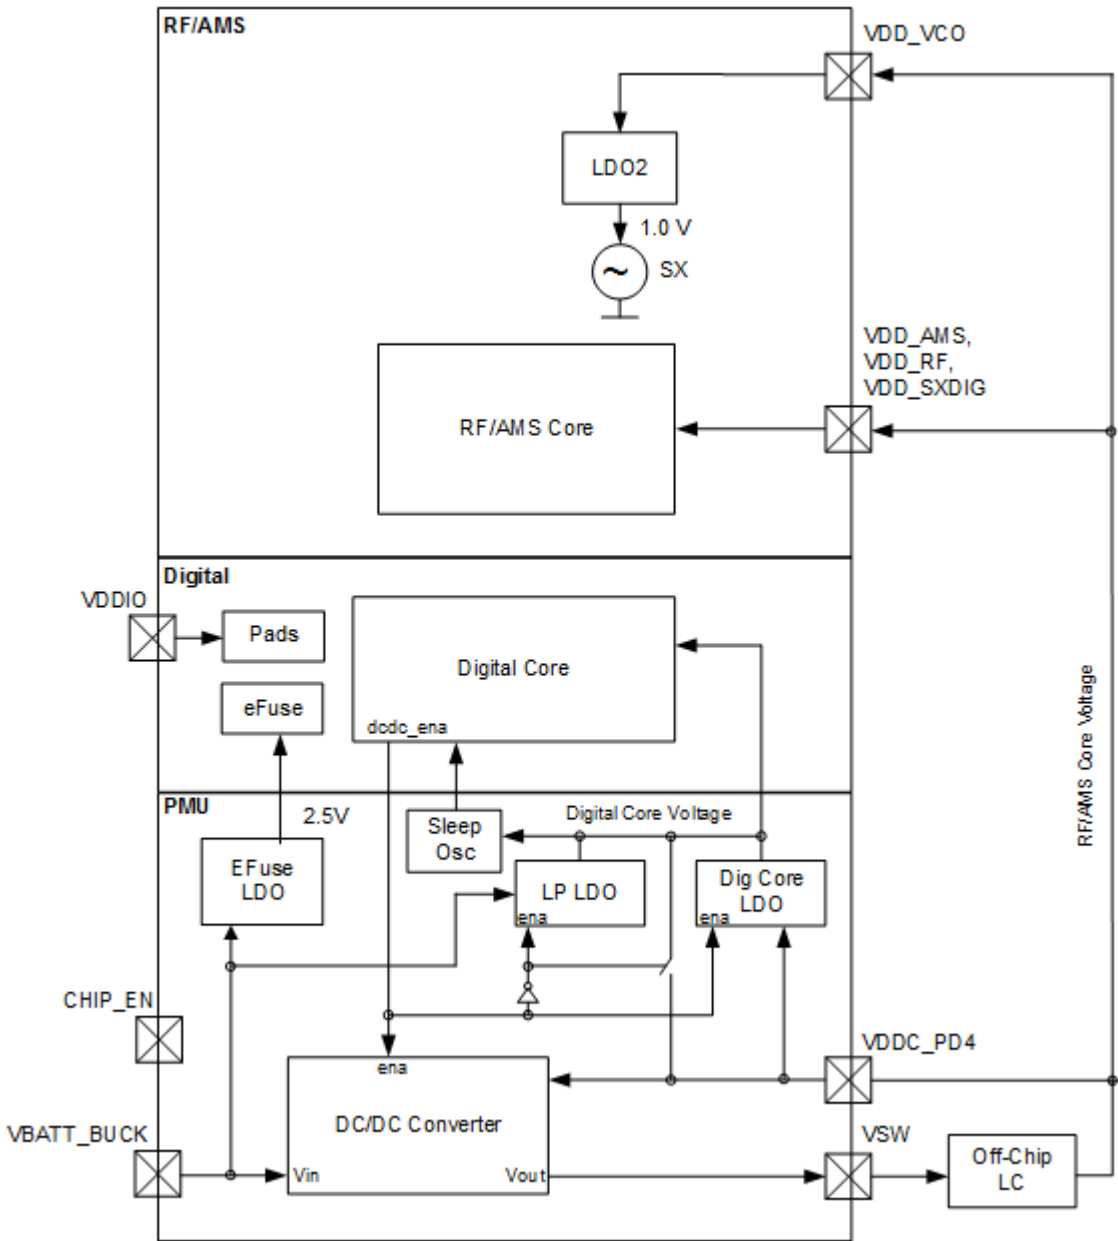 RF/AMS
VDD_VCO
LDO2
1.0 V
~
SX
VDD_AMS,
VDD_RF,
VDD_SXDIG
RF/AMS Core
Digital
VDDIO
Pads
Digital Core
eFuse
dcdc_ena
RF/AMS Core Voltage
PMU
2.5V
Digital Core Voltage
Sleep
Osc
EFuse
LDO
LP LDO
ena
Dig Core
LDO
ena
CHIP_EN
VDDC_PD4
ena
DC/DC Converter
VBATT_BUCK
Vin
Vout
VSW
Off-Chip
LC